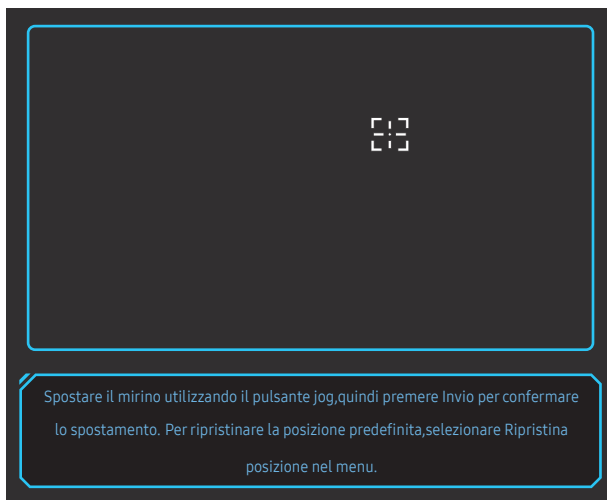 Spostare il mirino utilizzando il pulsante jog,quindi premere Invio per confermare
lo spostamento. Per ripristinare la posizione predefinita,selezionare Ripristina
posizione nel menu.